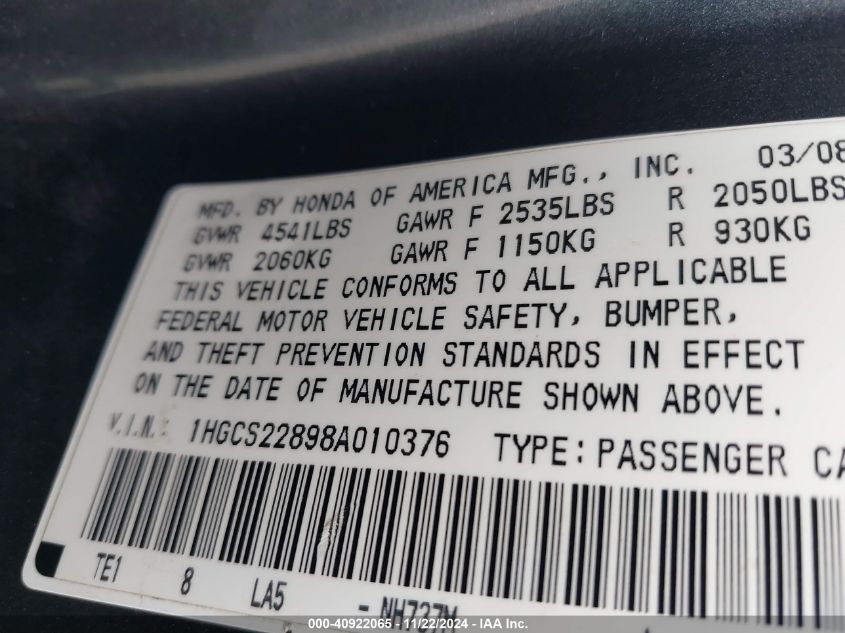 MFD. BY HONDA OF AMERICA MFG., INC. 03/08
GVWR 4541LBS GAWR F 2535LBS R 2050LBS
GVWR 2060KG GAWR F 1150KG R 930KG
THIS VEHICLE CONFORMS TO ALL APPLICABLE
FEDERAL MOTOR VEHICLE SAFETY, BUMPER,
AND THEFT PREVENTION STANDARDS IN EFFECT
ON THE DATE OF MANUFACTURE SHOWN ABOVE.
V.I.N.: 1HGCS22898A010376 TYPE: PASSENGER CA
TE1 8 LA5 - NH737M
000-40922065 - 11/22/2024 - IAA Inc.